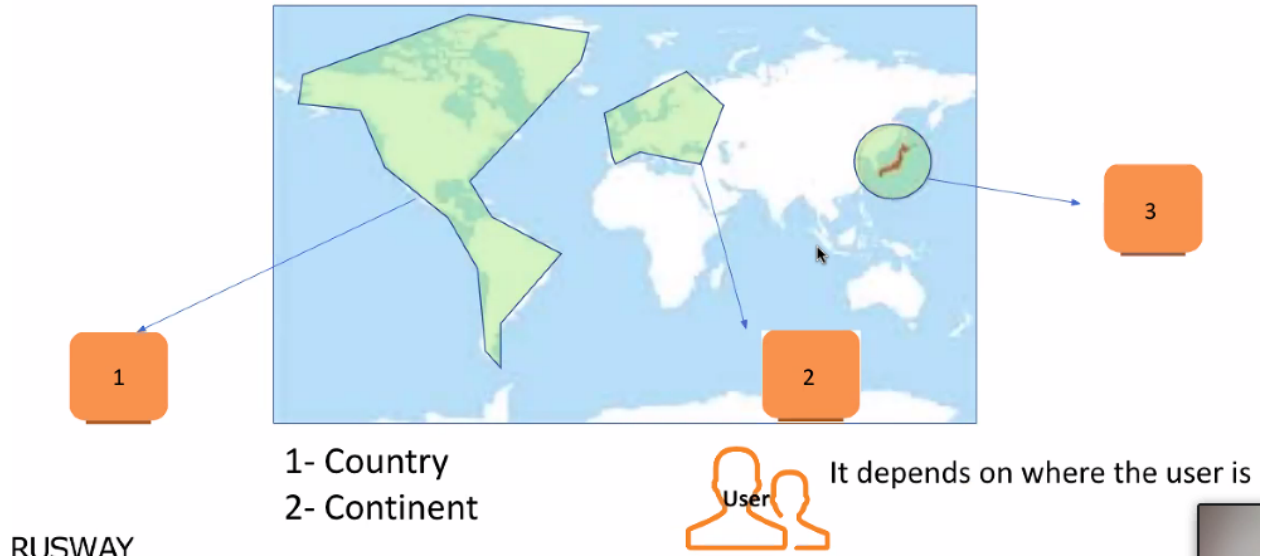 3
1
2
1- Country
2- Continent
User
It depends on where the user is
RUSWAY